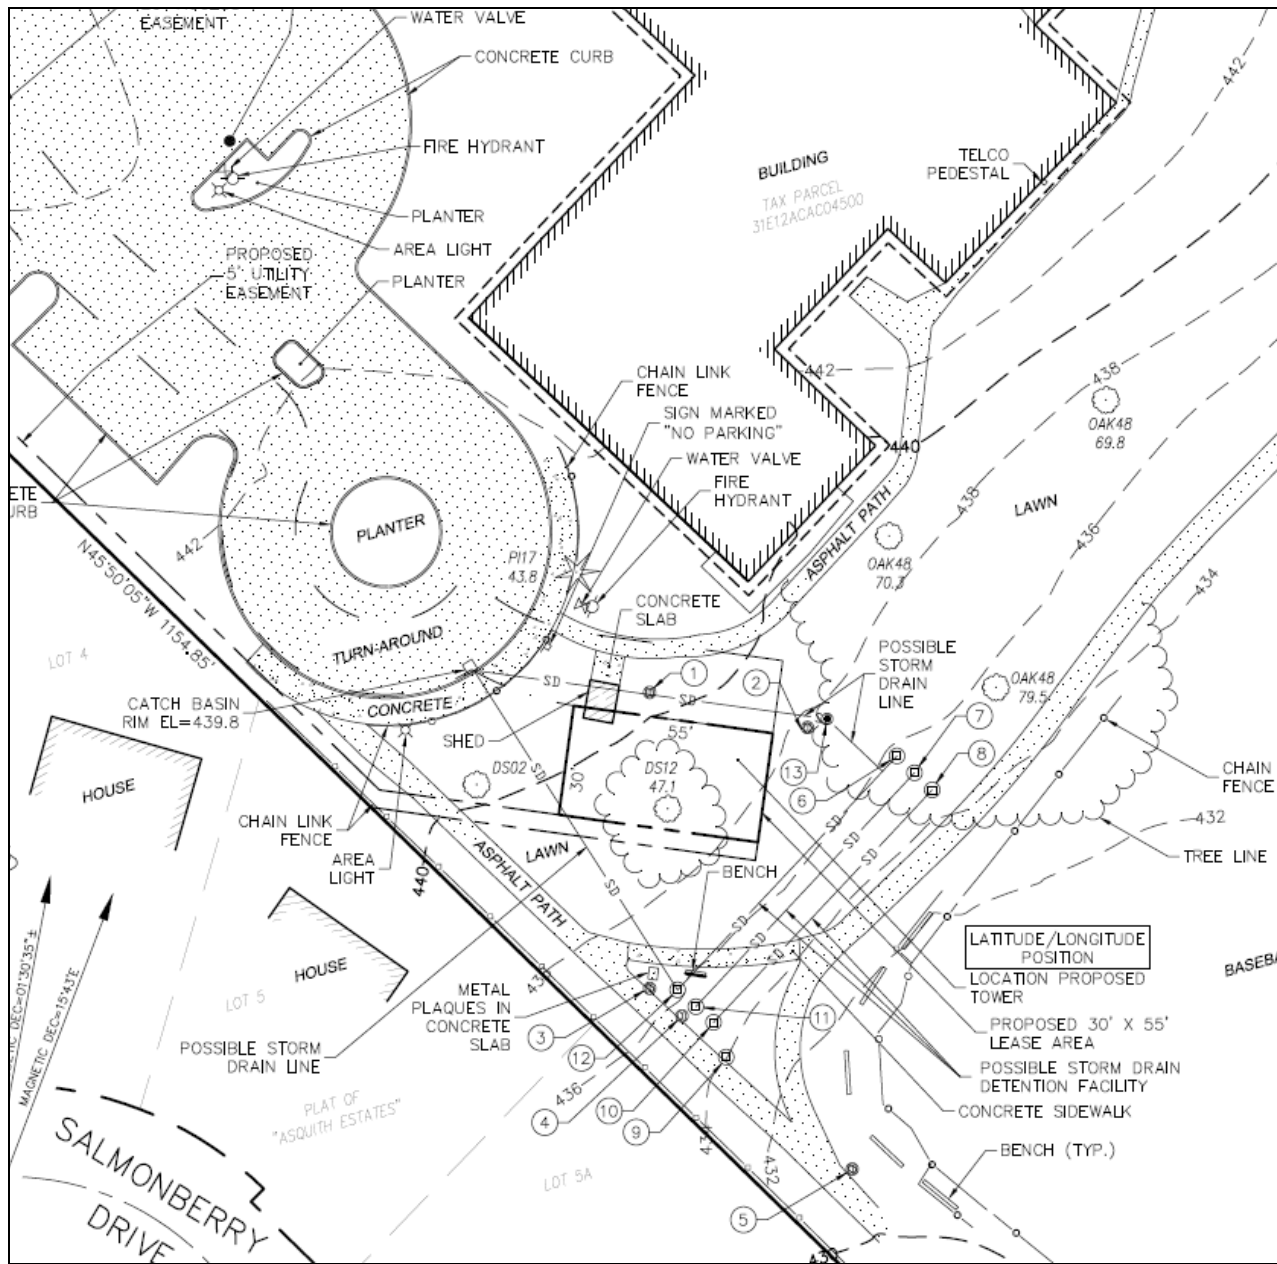 EASEMENT
WATER VALVE
CONCRETE CURB
FIRE HYDRANT
PLANTER
AREA LIGHT
PROPOSED
5' UTILITY
EASEMENT
PLANTER
BUILDING
TAX PARCEL
31E12ACAC04500
TELCO
PEDESTAL
442
442
438
OAK48
69.8
440
CHAIN LINK
FENCE
SIGN MARKED
"NO PARKING"
WATER VALVE
FIRE
HYDRANT
ETE
URB
PLANTER
442
N45°50'05"W 1154.85'
PI17
43.8
438
LAWN
436
434
ASPHALT PATH
OAK48
70.3
CONCRETE
SLAB
TURN-AROUND
LOT 4
POSSIBLE
STORM
DRAIN
LINE
SD
SD
1
2
OAK48
79.5
7
CATCH BASIN
RIM EL=439.8
CONCRETE
SHED
55'
30'
SD
DS02
DS12
47.1
8
13
6
CHAIN
FENCE
HOUSE
CHAIN LINK
FENCE
AREA
LIGHT
440
LAWN
SD
SD
432
TREE LINE
ASPHALT PATH
BENCH
SD
SD
SD
HOUSE
LOT 5
LATITUDE/LONGITUDE
POSITION
LOCATION PROPOSED
TOWER
BASEBA
METAL
PLAQUES IN
CONCRETE
SLAB
3
11
12
436
PROPOSED 30' X 55'
LEASE AREA
POSSIBLE STORM
DRAIN LINE
POSSIBLE STORM DRAIN
DETENTION FACILITY
DEC=01°30'35"±
MAGNETIC DEC=15°43'E
436
4
10
9
434
CONCRETE SIDEWALK
PLAT OF
"ASQUITH ESTATES"
BENCH (TYP.)
432
LOT 5A
SALMONBERRY
DRIVE
5
430